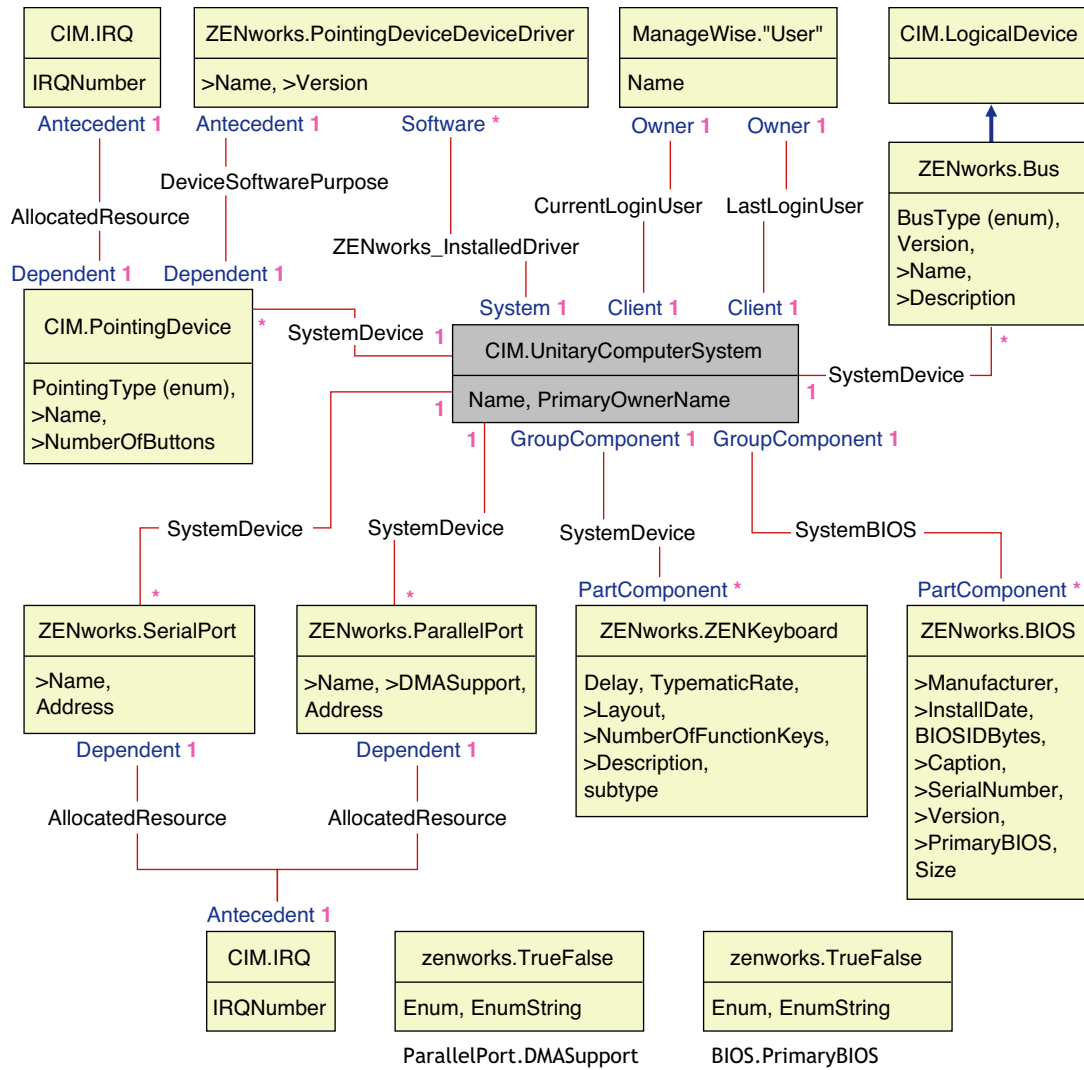 CIM.IRQ
IRQNumber
ZENworks.PointingDeviceDeviceDriver
>Name, >Version
ManageWise."User"
Name
CIM.LogicalDevice
Antecedent 1
Antecedent 1
Software *
Owner 1
Owner 1
AllocatedResource
DeviceSoftwarePurpose
ZENworks_InstalledDriver
CurrentLoginUser
LastLoginUser
ZENworks.Bus
BusType (enum),
Version,
>Name,
>Description
*
Dependent 1
Dependent 1
System 1
Client 1
Client 1
CIM.PointingDevice
PointingType (enum),
>Name,
>NumberOfButtons
*
SystemDevice
1
CIM.UnitaryComputerSystem
Name, PrimaryOwnerName
1
SystemDevice
1
1
GroupComponent 1
GroupComponent 1
SystemDevice
SystemDevice
SystemDevice
SystemBIOS
*
*
PartComponent *
PartComponent *
ZENworks.SerialPort
>Name,
Address
ZENworks.ParallelPort
>Name, >DMASupport,
Address
ZENworks.ZENKeyboard
Delay, TypematicRate,
>Layout,
>NumberOfFunctionKeys,
>Description,
subtype
ZENworks.BIOS
>Manufacturer,
>InstallDate,
BIOSIDBytes,
>Caption,
>SerialNumber,
>Version,
>PrimaryBIOS,
Size
Dependent 1
Dependent 1
AllocatedResource
AllocatedResource
Antecedent 1
CIM.IRQ
IRQNumber
zenworks.TrueFalse
Enum, EnumString
ParallelPort.DMASupport
zenworks.TrueFalse
Enum, EnumString
BIOS.PrimaryBIOS